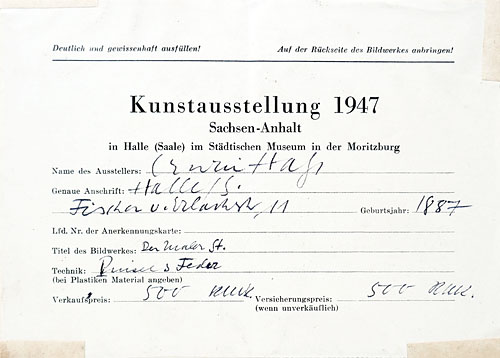 Deutlich und gewissenhaft ausfüllen! Auf der Rückseite des Bildwerkes anbringen!
Kunstausstellung 1947
Sachsen-Anhalt
in Halle (Saale) im Städtischen Museum in der Moritzburg
Name des Ausstellers: Erwin Hahs
Genaue Anschrift: Halle/S.
Fischer v. Erlachstr. 11 Geburtsjahr: 1887
Lfd. Nr. der Anerkennungskarte:
Titel des Bildwerkes: Der Maler St.
Technik: Pinsel & Feder
(bei Plastiken Material angeben)
Verkaufspreis: 500 RMk. Versicherungspreis: 500 RMk.
(wenn unverkäuflich)